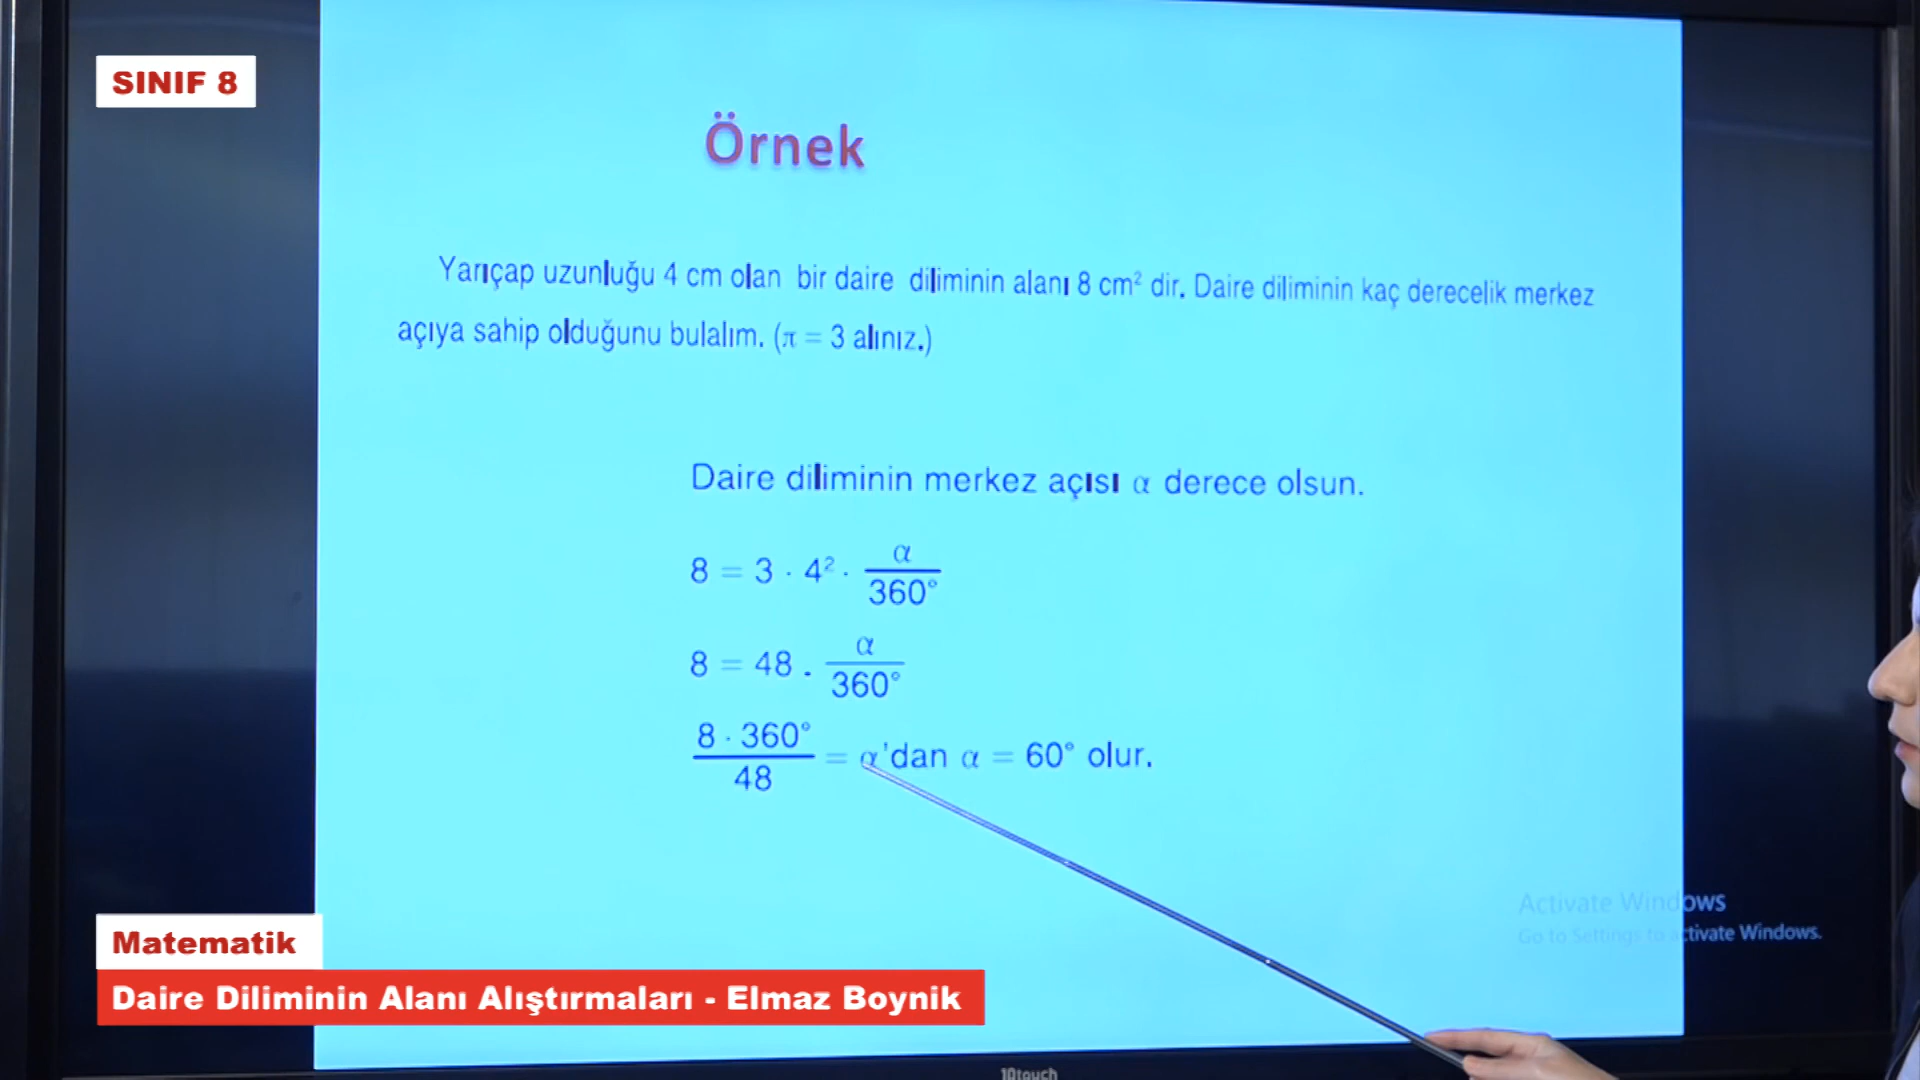 SINIF 8
Örnek
Yarıçap uzunluğu 4 cm olan bir daire diliminin alanı 8 cm² dir. Daire diliminin kaç derecelik merkez
açıya sahip olduğunu bulalım. (π = 3 alınız.)
Daire diliminin merkez açısı α derece olsun.
8 = 3 · 4² · α/360°
8 = 48 . α/360°
8 · 360°/48 = α'dan α = 60° olur.
Activate Windows
Go to Settings to activate Windows.
Matematik
Daire Diliminin Alanı Alıştırmaları - Elmaz Boynik
10touch